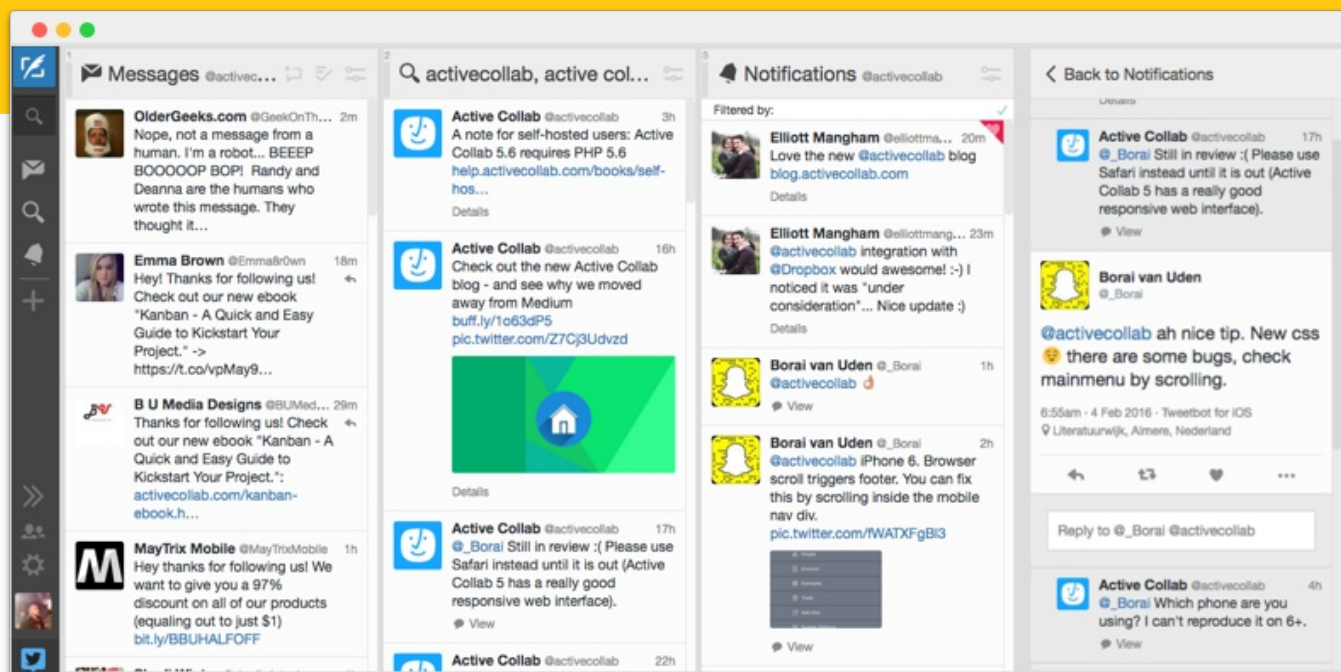 1
Messages @activec...
OlderGeeks.com @GeekOnTh... 2m
Nope, not a message from a
human. I'm a robot... BEEEP
BOOOOOP BOP! Randy and
Deanna are the humans who
wrote this message. They
thought it...
Emma Brown @Emma8r0wn 18m
Hey! Thanks for following us!
Check out our new ebook
"Kanban - A Quick and Easy
Guide to Kickstart Your
Project." ->
https://t.co/vpMay9...
B U Media Designs @BUMed... 29m
Thanks for following us! Check
out our new ebook "Kanban - A
Quick and Easy Guide to
Kickstart Your Project.":
activecollab.com/kanban-
ebook.h...
MayTrix Mobile @MayTrixMobile 1h
Hey thanks for following us! We
want to give you a 97%
discount on all of our products
(equaling out to just $1)
bit.ly/BBUHALFOFF
2
activecollab, active col...
Active Collab @activecollab 3h
A note for self-hosted users: Active
Collab 5.6 requires PHP 5.6
help.activecollab.com/books/self-
hos...
Details
Active Collab @activecollab 16h
Check out the new Active Collab
blog - and see why we moved
away from Medium
buff.ly/1o63dP5
pic.twitter.com/Z7Cj3Udvzd
Details
Active Collab @activecollab 17h
@_Borai Still in review :( Please use
Safari instead until it is out (Active
Collab 5 has a really good
responsive web interface).
View
Active Collab @activecollab 22h
3
Notifications @activecollab
Filtered by:
Elliott Mangham @elliottma... 20m
Love the new @activecollab blog
blog.activecollab.com
Details
Elliott Mangham @elliottmang... 23m
@activecollab integration with
@Dropbox would awesome! :-) I
noticed it was "under
consideration"... Nice update :)
Details
Borai van Uden @_Borai 1h
@activecollab 👌
View
Borai van Uden @_Borai 2h
@activecollab iPhone 6. Browser
scroll triggers footer. You can fix
this by scrolling inside the mobile
nav div.
pic.twitter.com/fWATXFgBl3
View
Back to Notifications
Details
Active Collab @activecollab 17h
@_Borai Still in review :( Please use
Safari instead until it is out (Active
Collab 5 has a really good
responsive web interface).
View
Borai van Uden
@_Borai
@activecollab ah nice tip. New css
😌 there are some bugs, check
mainmenu by scrolling.
6:55am · 4 Feb 2016 · Tweetbot for iOS
Literatuurwijk, Almere, Nederland
Reply to @_Borai @activecollab
Active Collab @activecollab 4h
@_Borai Which phone are you
using? I can't reproduce it on 6+.
View